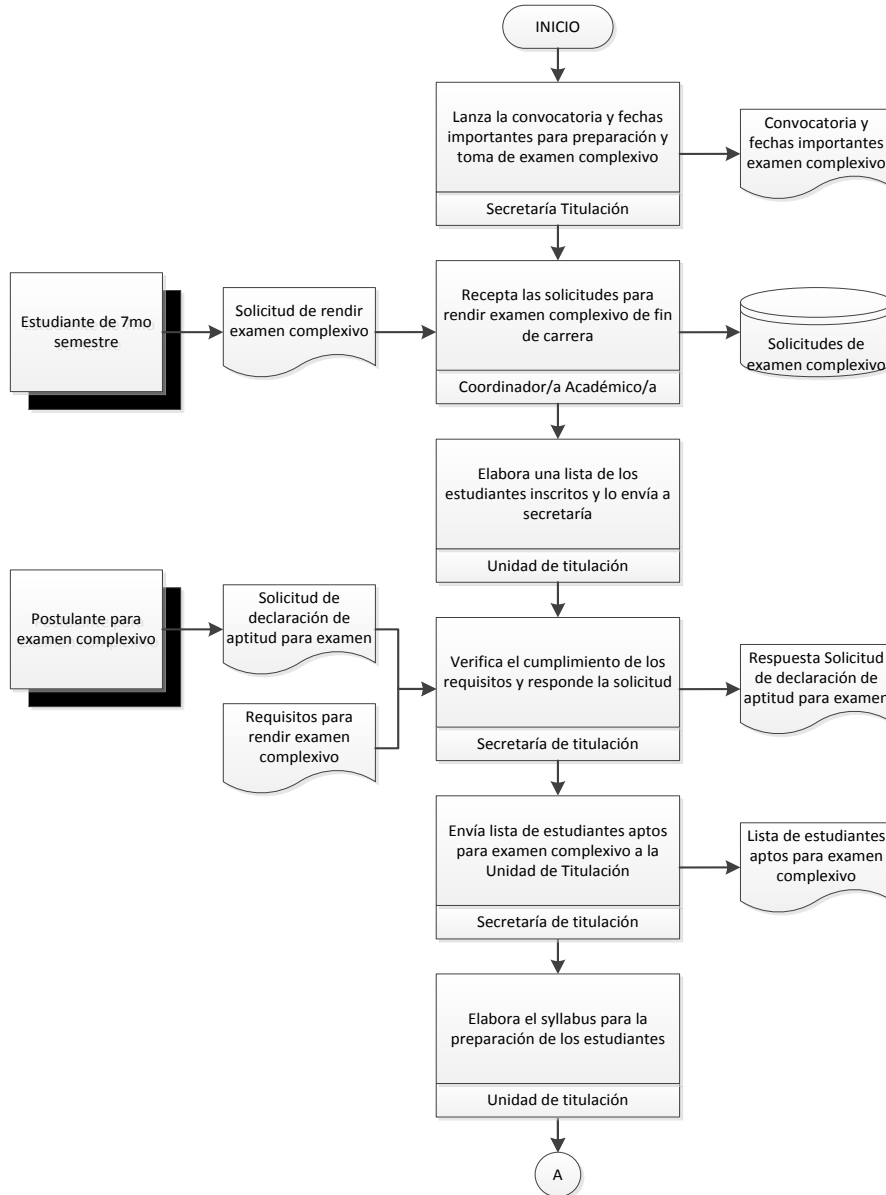 INICIO
Lanza la convocatoria y fechas
importantes para preparación y
toma de examen complexivo
Secretaría Titulación
Convocatoria y
fechas importantes
examen complexivo
Estudiante de 7mo
semestre
Solicitud de rendir
examen complexivo
Recepta las solicitudes para
rendir examen complexivo de fin
de carrera
Coordinador/a Académico/a
Solicitudes de
examen complexivo
Elabora una lista de los
estudiantes inscritos y lo envía a
secretaría
Unidad de titulación
Postulante para
examen complexivo
Solicitud de
declaración de
aptitud para examen
Requisitos para
rendir examen
complexivo
Verifica el cumplimiento de los
requisitos y responde la solicitud
Secretaría de titulación
Respuesta Solicitud
de declaración de
aptitud para examen
Envía lista de estudiantes aptos
para examen complexivo a la
Unidad de Titulación
Secretaría de titulación
Lista de estudiantes
aptos para examen
complexivo
Elabora el syllabus para la
preparación de los estudiantes
Unidad de titulación
A